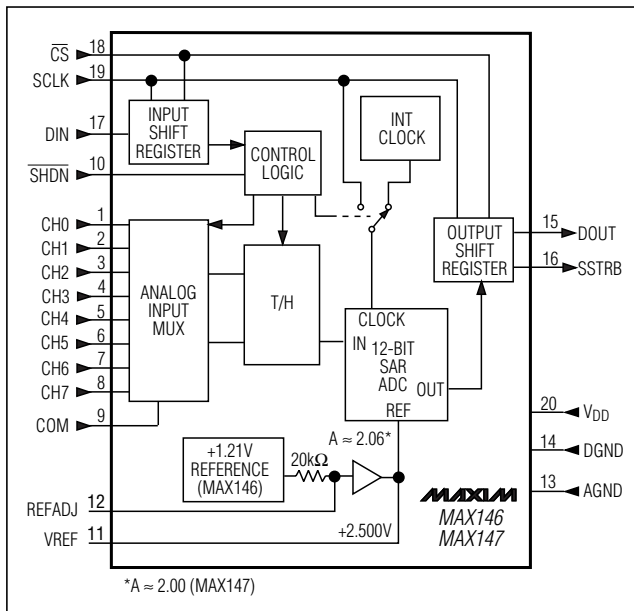 CS 18
SCLK 19
DIN 17
SHDN 10
CH0 1
CH1 2
CH2 3
CH3 4
CH4 5
CH5 6
CH6 7
CH7 8
COM 9
REFADJ 12
VREF 11
INPUT
SHIFT
REGISTER
CONTROL
LOGIC
INT
CLOCK
ANALOG
INPUT
MUX
T/H
CLOCK
IN
12-BIT
SAR
ADC
OUT
REF
OUTPUT
SHIFT
REGISTER
15 DOUT
16 SSTRB
20 VDD
14 DGND
13 AGND
+1.21V
REFERENCE
(MAX146)
20kΩ
A ≈ 2.06*
+2.500V
MAXIM
MAX146
MAX147
*A ≈ 2.00 (MAX147)